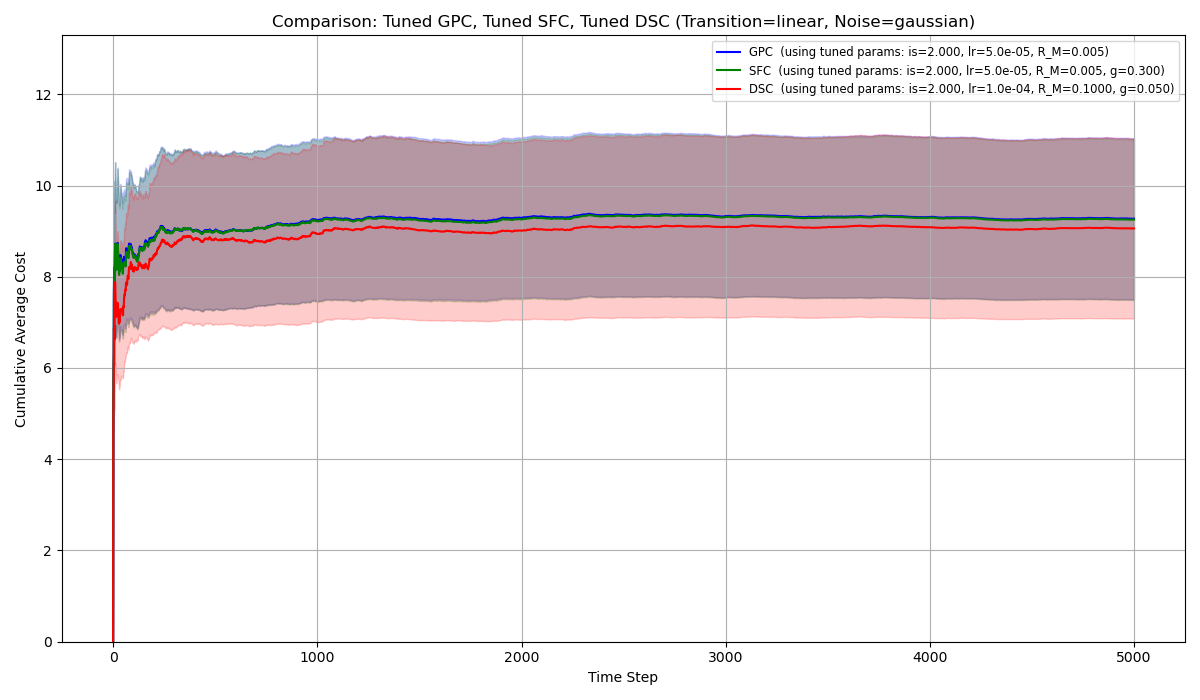 Comparison: Tuned GPC, Tuned SFC, Tuned DSC (Transition=linear, Noise=gaussian)
GPC  (using tuned params: is=2.000, lr=5.0e-05, R_M=0.005)
SFC  (using tuned params: is=2.000, lr=5.0e-05, R_M=0.005, g=0.300)
DSC  (using tuned params: is=2.000, lr=1.0e-04, R_M=0.1000, g=0.050)
Cumulative Average Cost
12
10
8
6
4
2
0
0 1000 2000 3000 4000 5000
Time Step